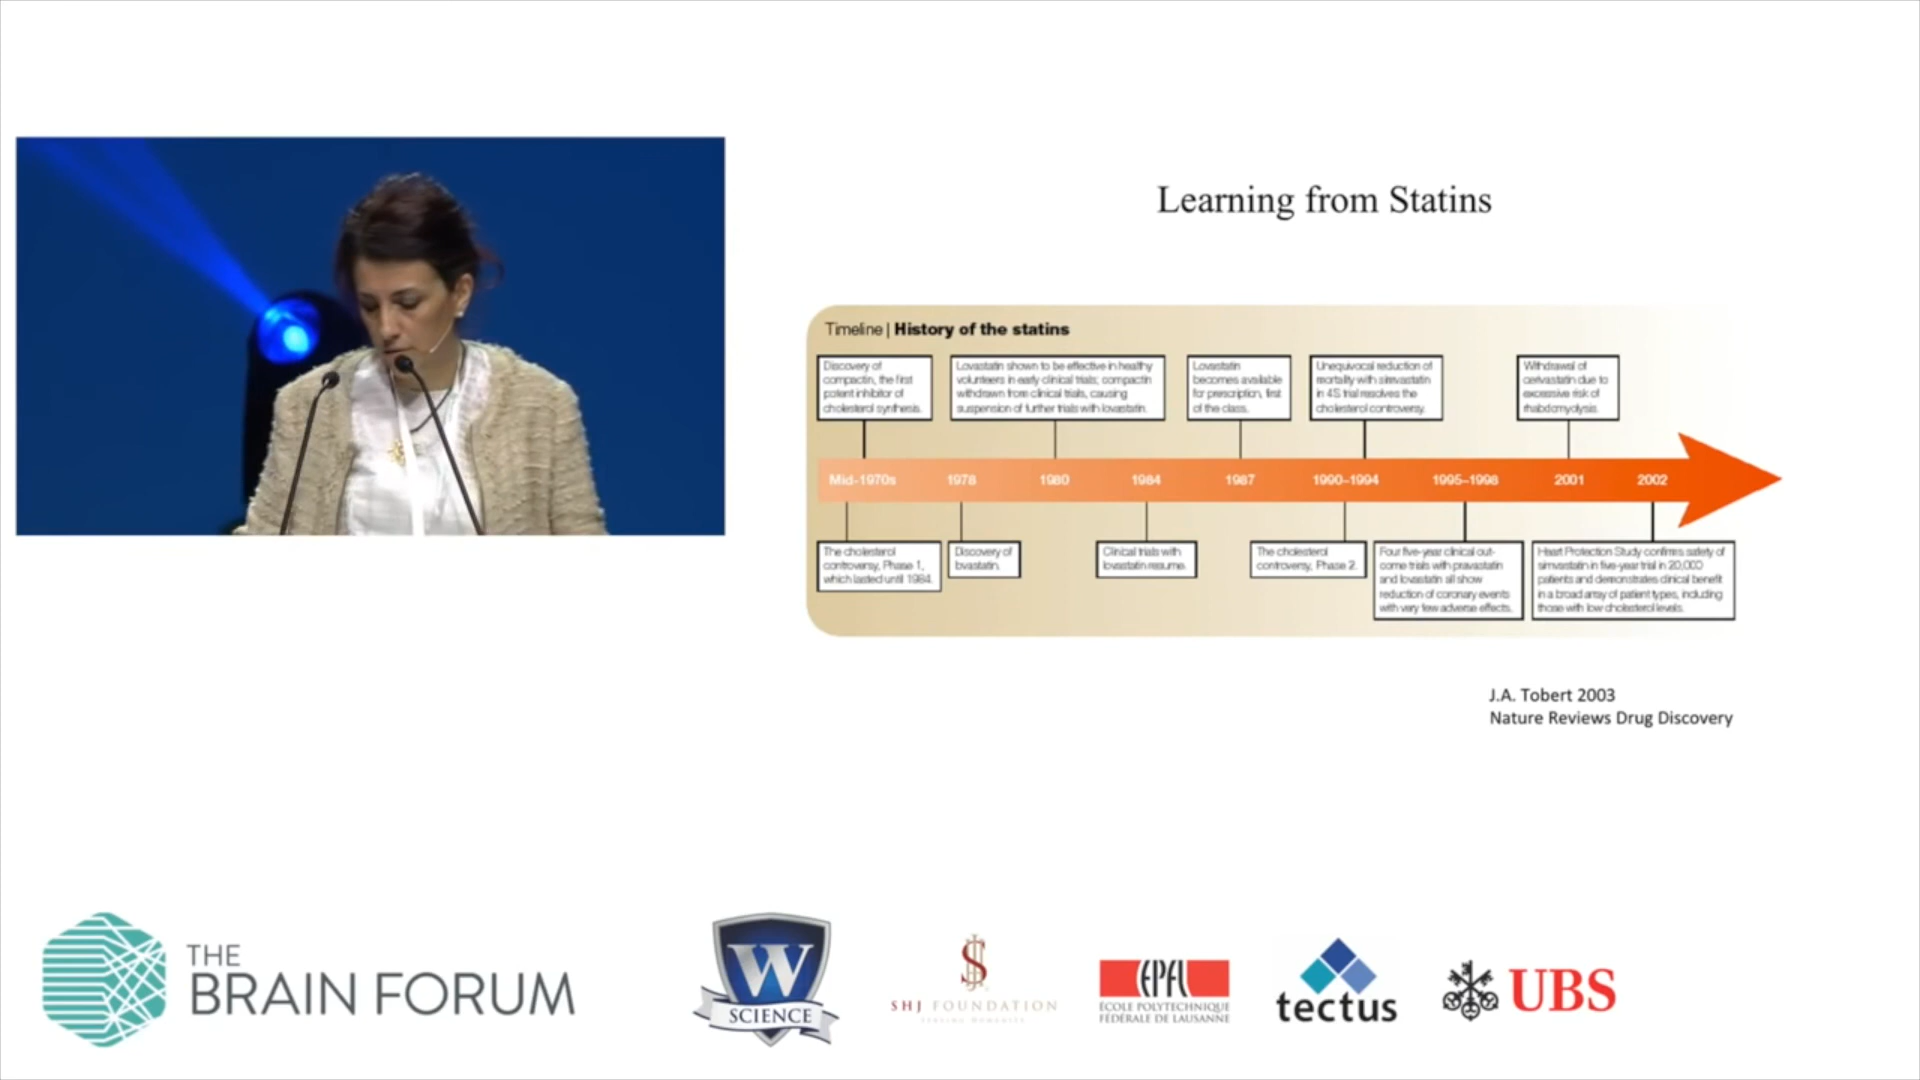 Learning from Statins
Timeline | History of the statins
Discovery of
compactin, the first
potent inhibitor of
cholesterol synthesis.
Lovastatin shown to be effective in healthy
volunteers in early clinical trials; compactin
withdrawn from clinical trials, causing
suspension of further trials with lovastatin.
Lovastatin
becomes available
for prescription, first
of the class.
Unequivocal reduction of
mortality with simvastatin
in 4S trial resolves the
cholesterol controversy.
Withdrawal of
cerivastatin due to
excessive risk of
rhabdomyolysis.
Mid-1970s 1978 1980 1984 1987 1990–1994 1995–1998 2001 2002
The cholesterol
controversy, Phase 1,
which lasted until 1984.
Discovery of
lovastatin.
Clinical trials with
lovastatin resume.
The cholesterol
controversy, Phase 2.
Four five-year clinical out-
come trials with pravastatin
and lovastatin all show
reduction of coronary events
with very few adverse effects.
Heart Protection Study confirms safety of
simvastatin in five-year trial in 20,000
patients and demonstrates clinical benefit
in a broad array of patient types, including
those with low cholesterol levels.
J.A. Tobert 2003
Nature Reviews Drug Discovery
THE
BRAIN FORUM
W
SCIENCE
SHJ FOUNDATION
EPFL
ÉCOLE POLYTECHNIQUE
FÉDÉRALE DE LAUSANNE
tectus
UBS